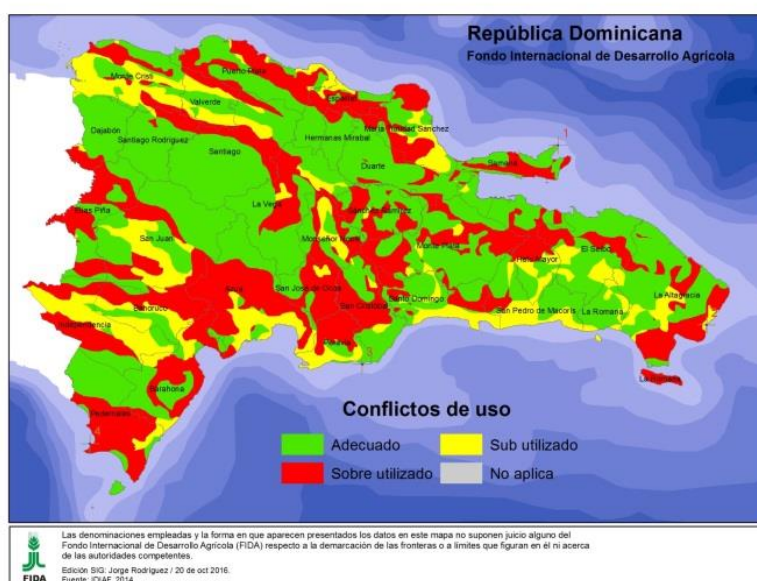 República Dominicana
Fondo Internacional de Desarrollo Agrícola
Monte Cristi
Puerto Plata
Valverde
Espaillat
Dajabón
Santiago Rodríguez
Santiago
Hermanas Mirabal
María Trinidad Sánchez
Duarte
1
Samaná
La Vega
Sánchez Ramírez
Elías Piña
San Juan
Monseñor Nouel
Monte Plata
Hato Mayor
El Seibo
Azua
San José de Ocoa
Santo Domingo
San Cristóbal
La Altagracia
Bahoruco
San Pedro de Macorís
La Romana
2
Independencia
Peravia
3
Barahona
La Romana
Pedernales
4
Conflictos de uso
Adecuado
Sub utilizado
Sobre utilizado
No aplica
Las denominaciones empleadas y la forma en que aparecen presentados los datos en este mapa no suponen juicio alguno del
Fondo Internacional de Desarrollo Agrícola (FIDA) respecto a la demarcación de las fronteras o a límites que figuran en él ni acerca
de las autoridades competentes.
Edición SIG: Jorge Rodríguez / 20 de oct 2016.
Fuente: IDIAF, 2014
FIDA